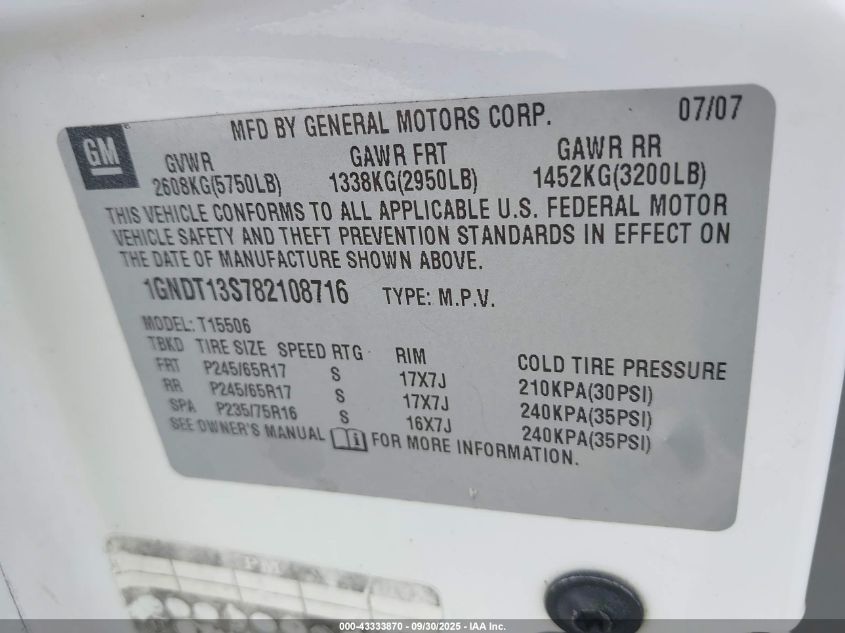 GM
MFD BY GENERAL MOTORS CORP. 07/07
GVWR GAWR FRT GAWR RR
2608KG(5750LB) 1338KG(2950LB) 1452KG(3200LB)
THIS VEHICLE CONFORMS TO ALL APPLICABLE U.S. FEDERAL MOTOR
VEHICLE SAFETY AND THEFT PREVENTION STANDARDS IN EFFECT ON
THE DATE OF MANUFACTURE SHOWN ABOVE.
1GNDT13S782108716 TYPE: M.P.V.
MODEL: T15506
TBKD TIRE SIZE SPEED RTG RIM COLD TIRE PRESSURE
FRT P245/65R17 S 17X7J 210KPA(30PSI)
RR P245/65R17 S 17X7J 240KPA(35PSI)
SPA P235/75R16 S 16X7J 240KPA(35PSI)
SEE OWNER'S MANUAL i FOR MORE INFORMATION.
PM
000-43333870 - 09/30/2025 - IAA Inc.